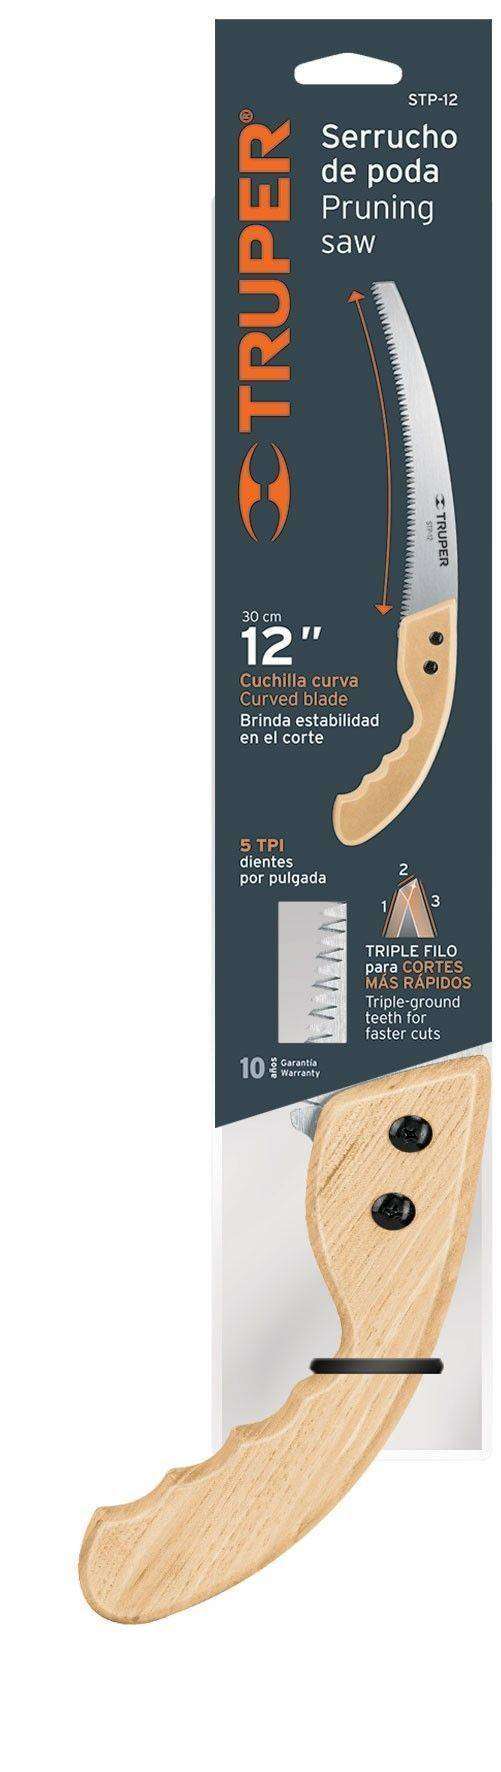 STP-12
TRUPER®
Serrucho
de poda
Pruning
saw
TRUPER
STP-12
30 cm
12"
Cuchilla curva
Curved blade
Brinda estabilidad
en el corte
5 TPI
dientes
por pulgada
2
1 3
TRIPLE FILO
para CORTES
MÁS RÁPIDOS
Triple-ground
teeth for
faster cuts
10 años Garantía
Warranty